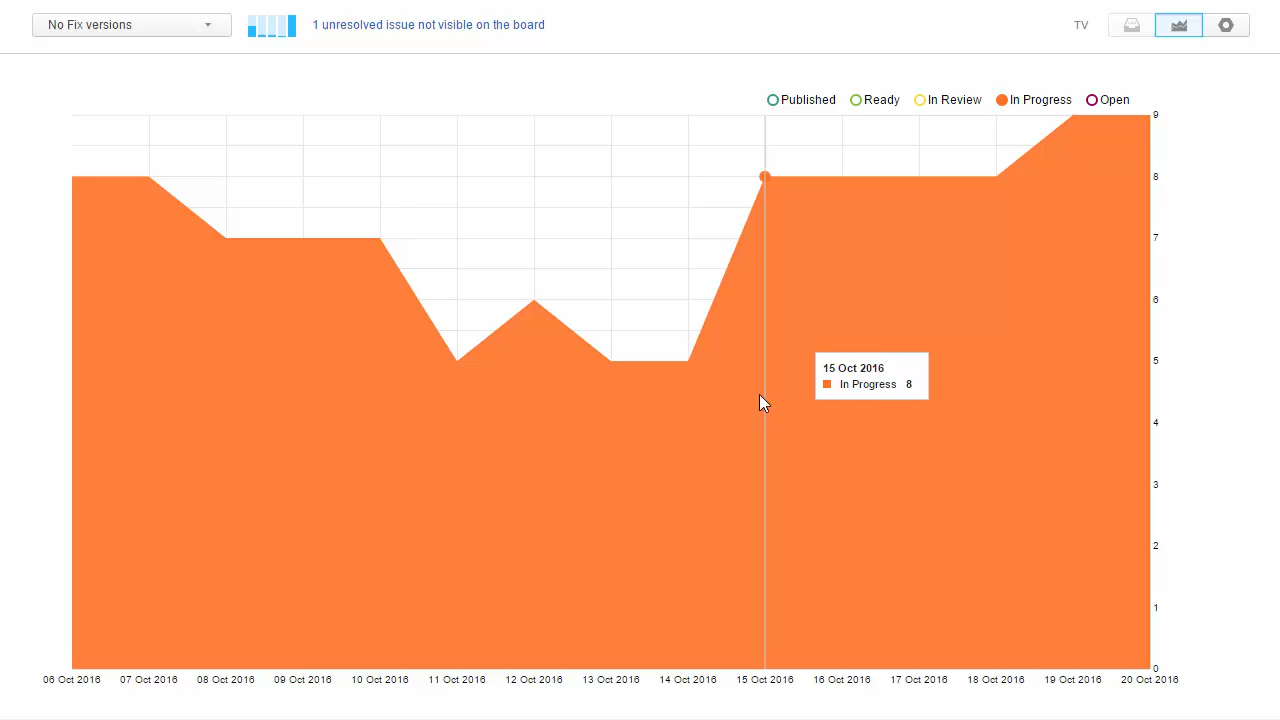 No Fix versions
1 unresolved issue not visible on the board
TV
Published Ready In Review In Progress Open
9
8
7
6
5
4
3
2
1
0
15 Oct 2016
In Progress 8
06 Oct 2016 07 Oct 2016 08 Oct 2016 09 Oct 2016 10 Oct 2016 11 Oct 2016 12 Oct 2016 13 Oct 2016 14 Oct 2016 15 Oct 2016 16 Oct 2016 17 Oct 2016 18 Oct 2016 19 Oct 2016 20 Oct 2016